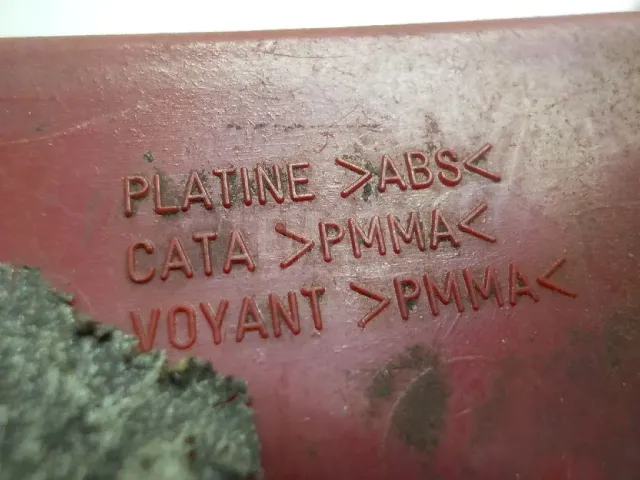 PLATINE >ABS<
CATA >PMMA<
VOYANT >PMMA<